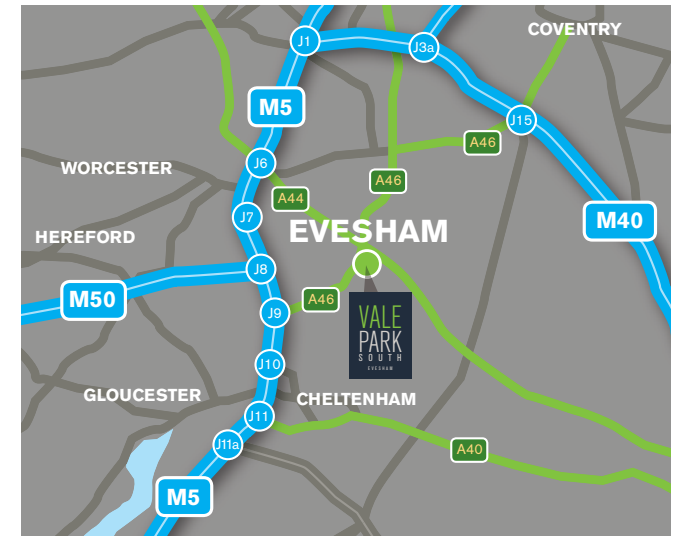 COVENTRY
J1
J3a
M5
J15
A46
WORCESTER
J6
A46
A44
J7
M40
HEREFORD
EVESHAM
J8
M50
A46
J9
VALE
PARK
SOUTH
EVESHAM
J10
GLOUCESTER
CHELTENHAM
J11
J11a
A40
M5